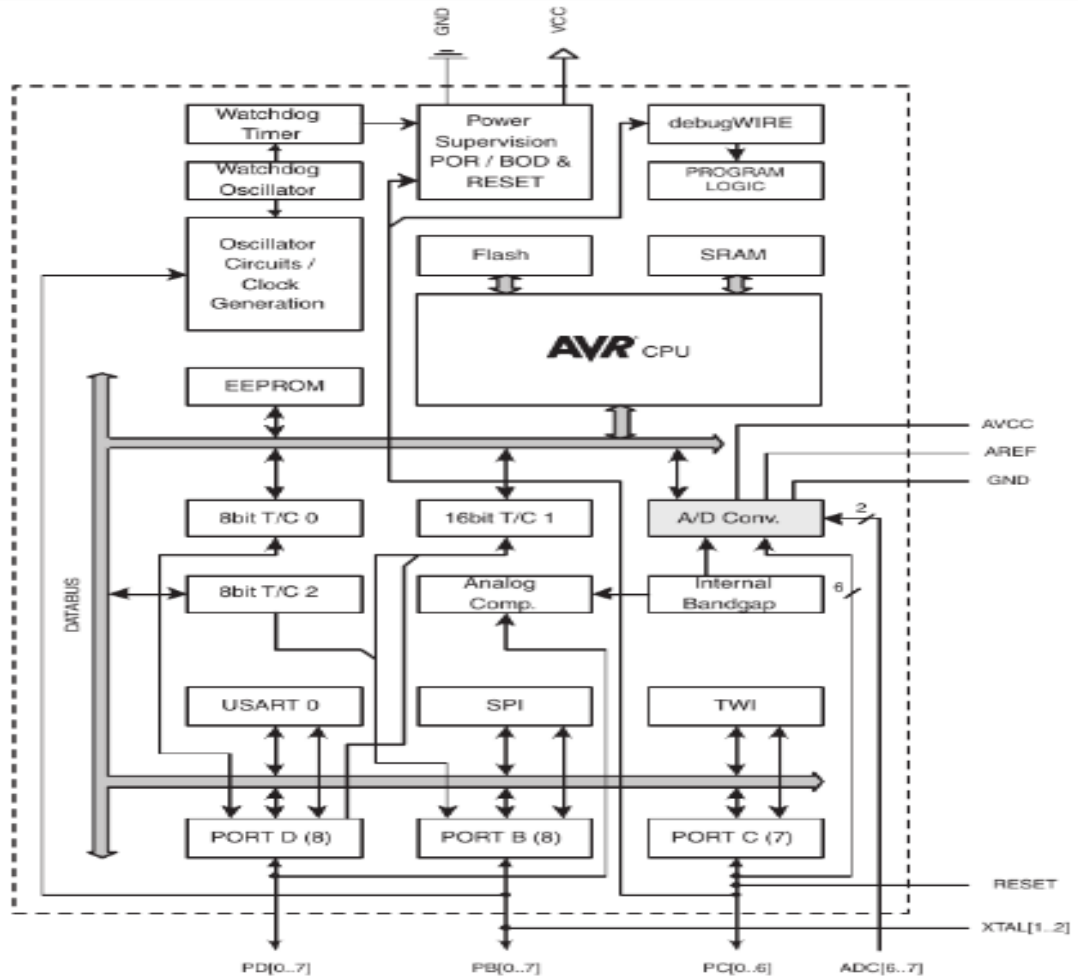 GND
VCC
Watchdog
Timer
Power
Supervision
POR / BOD &
RESET
debugWIRE
Watchdog
Oscillator
PROGRAM
LOGIC
Oscillator
Circuits /
Clock
Generation
Flash
SRAM
AVR CPU
EEPROM
AVCC
AREF
GND
8bit T/C 0
16bit T/C 1
A/D Conv.
2
DATABUS
8bit T/C 2
Analog
Comp.
Internal
Bandgap
6
USART 0
SPI
TWI
PORT D (8)
PORT B (8)
PORT C (7)
RESET
XTAL[1..2]
PD[0..7]
PB[0..7]
PC[0..6]
ADC[6..7]